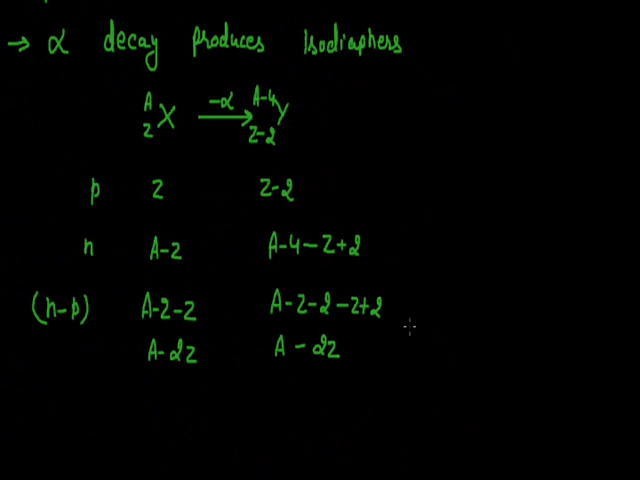 → α decay produces Isodiaphers
A/Z X —-α→ A-4/Z-2 Y
p Z Z-2
n A-Z A-4-Z+2
(n-p) A-Z-Z A-Z-2-Z+2
A-2Z A-2Z